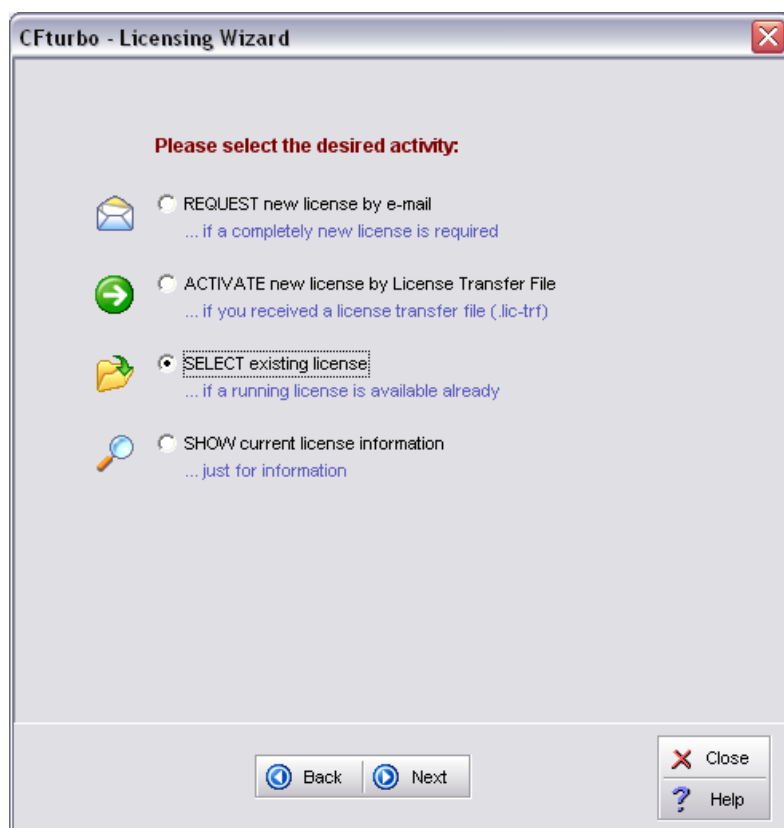 CFturbo - Licensing Wizard
Please select the desired activity:
REQUEST new license by e-mail
... if a completely new license is required
ACTIVATE new license by License Transfer File
... if you received a license transfer file (.lic-trf)
SELECT existing license
... if a running license is available already
SHOW current license information
... just for information
Back
Next
Close
Help